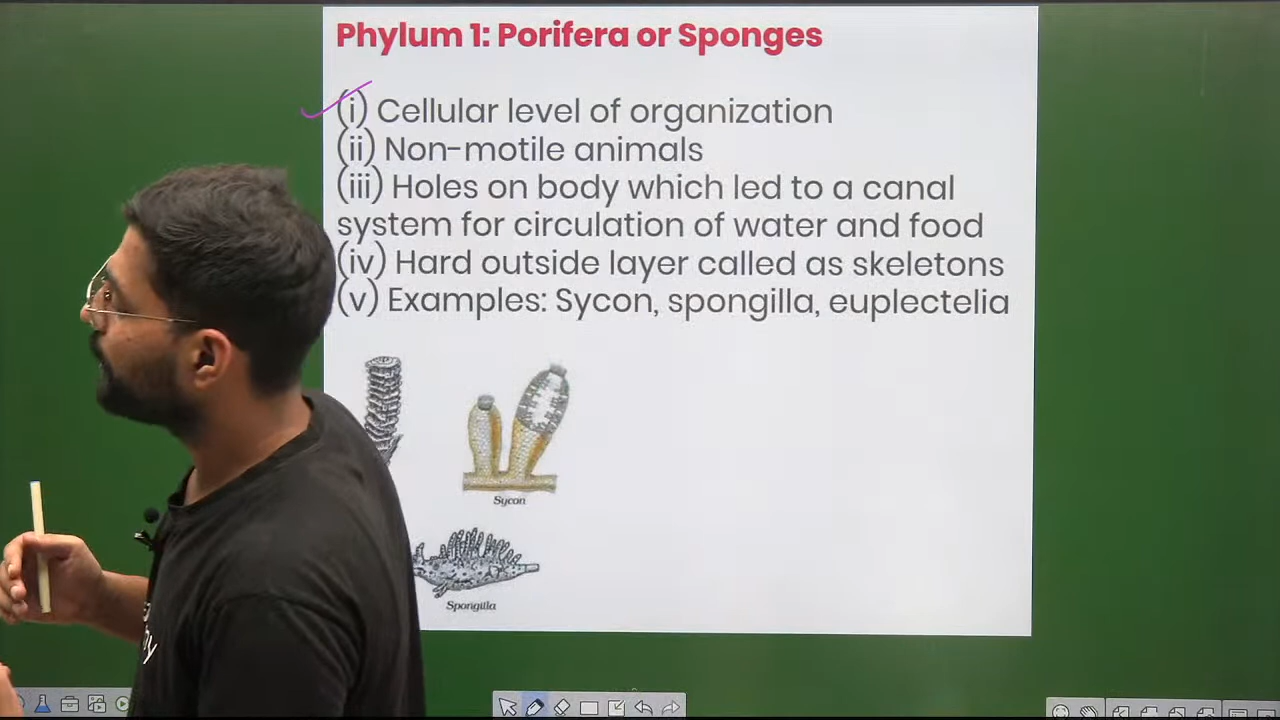 Phylum 1: Porifera or Sponges
(i) Cellular level of organization
(ii) Non-motile animals
(iii) Holes on body which led to a canal
system for circulation of water and food
(iv) Hard outside layer called as skeletons
(v) Examples: Sycon, spongilla, euplectelia
Sycon
Spongilla